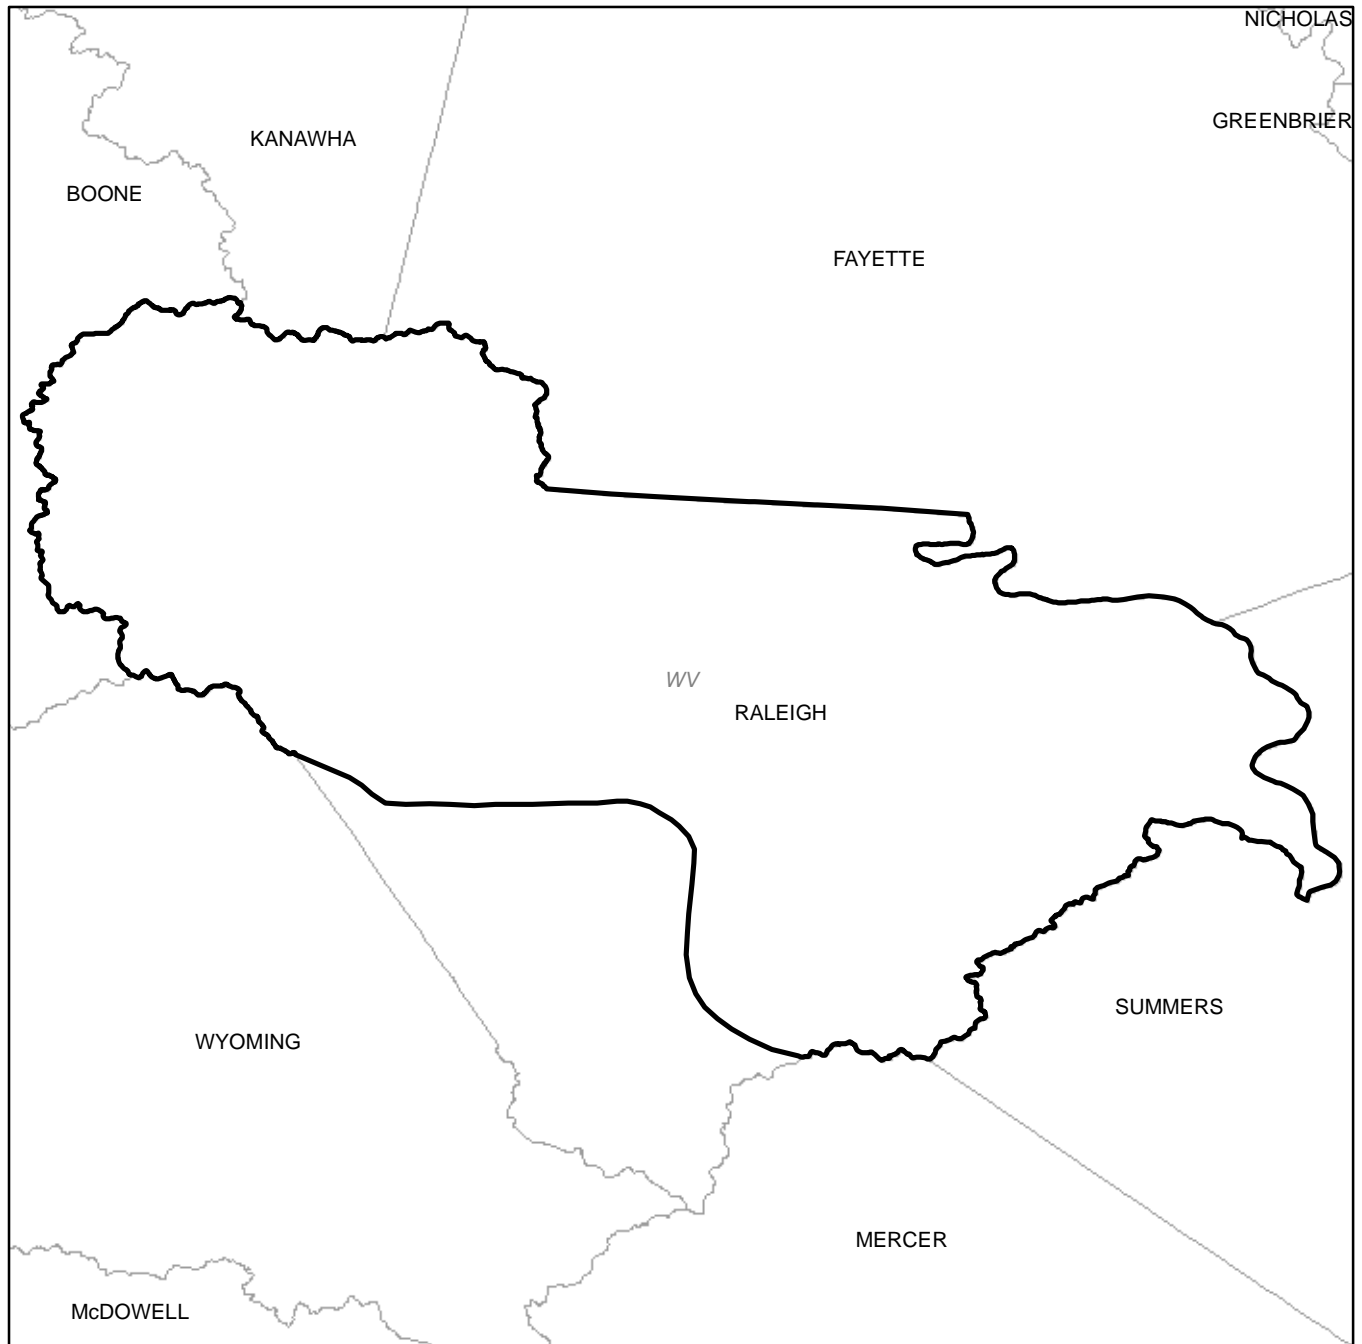 NICHOLAS
GREENBRIER
KANAWHA
BOONE
FAYETTE
WV
RALEIGH
SUMMERS
WYOMING
MERCER
McDOWELL